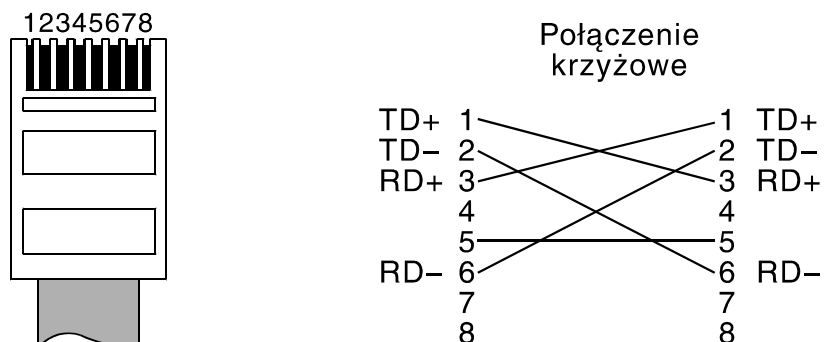 12345678
Połączenie
krzyżowe
TD+ 1 1 TD+
TD– 2 2 TD–
RD+ 3 3 RD+
4 4
5 5
RD– 6 6 RD–
7 7
8 8